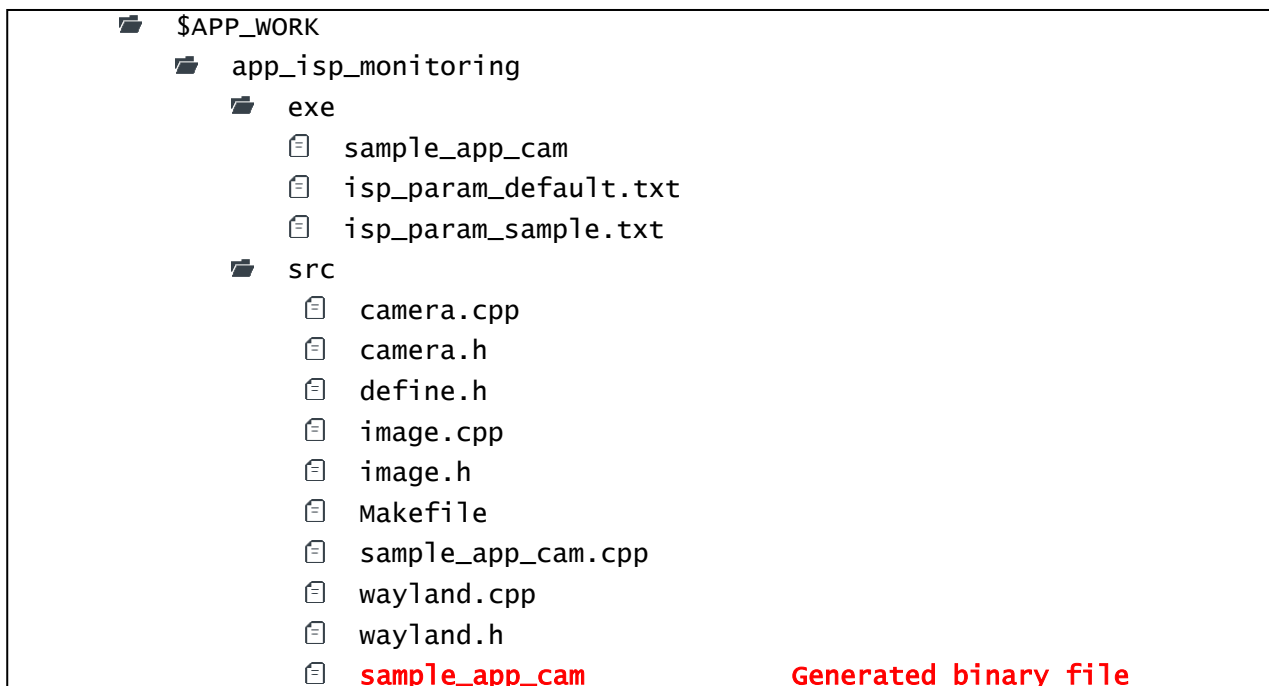 $APP_WORK
app_isp_monitoring
exe
sample_app_cam
isp_param_default.txt
isp_param_sample.txt
src
camera.cpp
camera.h
define.h
image.cpp
image.h
Makefile
sample_app_cam.cpp
wayland.cpp
wayland.h
sample_app_cam Generated binary file